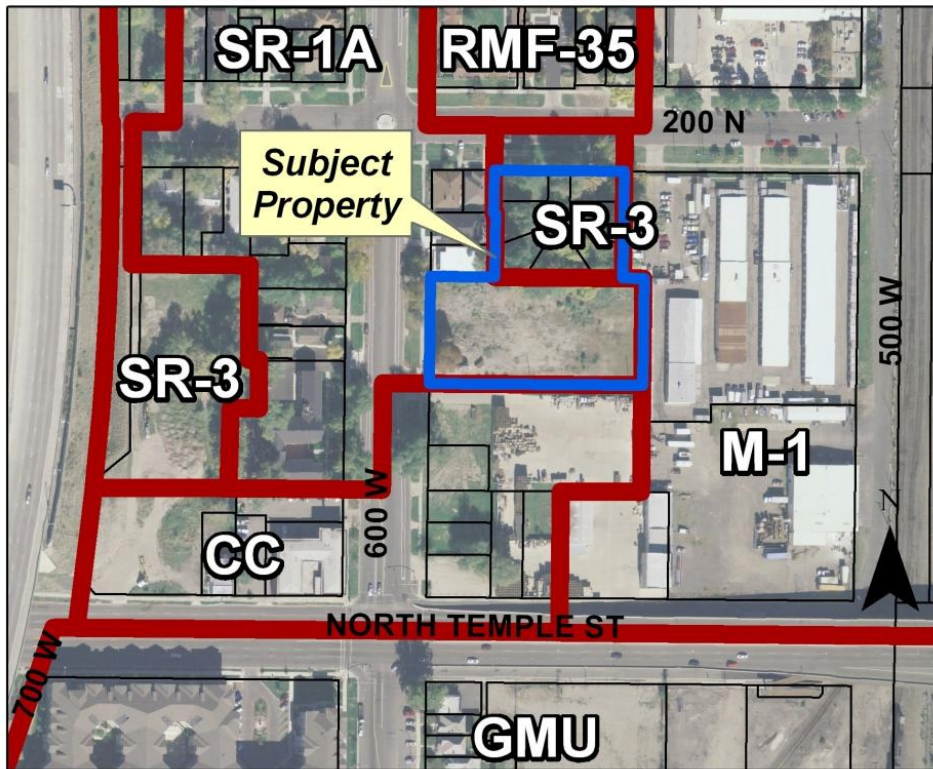 SR-1A
RMF-35
200 N
Subject
Property
SR-3
500 W
SR-3
M-1
N
600 W
CC
NORTH TEMPLE ST
700 W
GMU